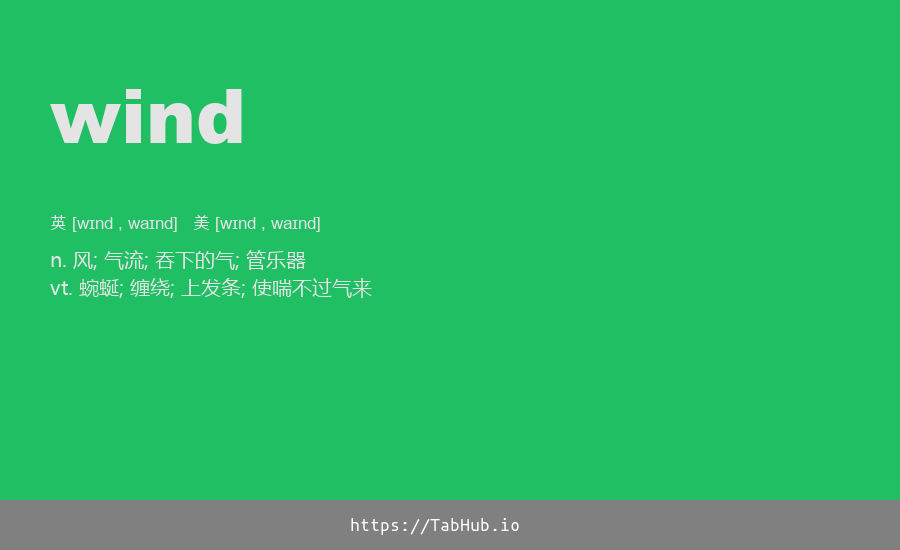 wind
英 [wɪnd , waɪnd] 美 [wɪnd , waɪnd]
n. 风; 气流; 吞下的气; 管乐器
vt. 蜿蜒; 缠绕; 上发条; 使喘不过气来
https://TabHub.io